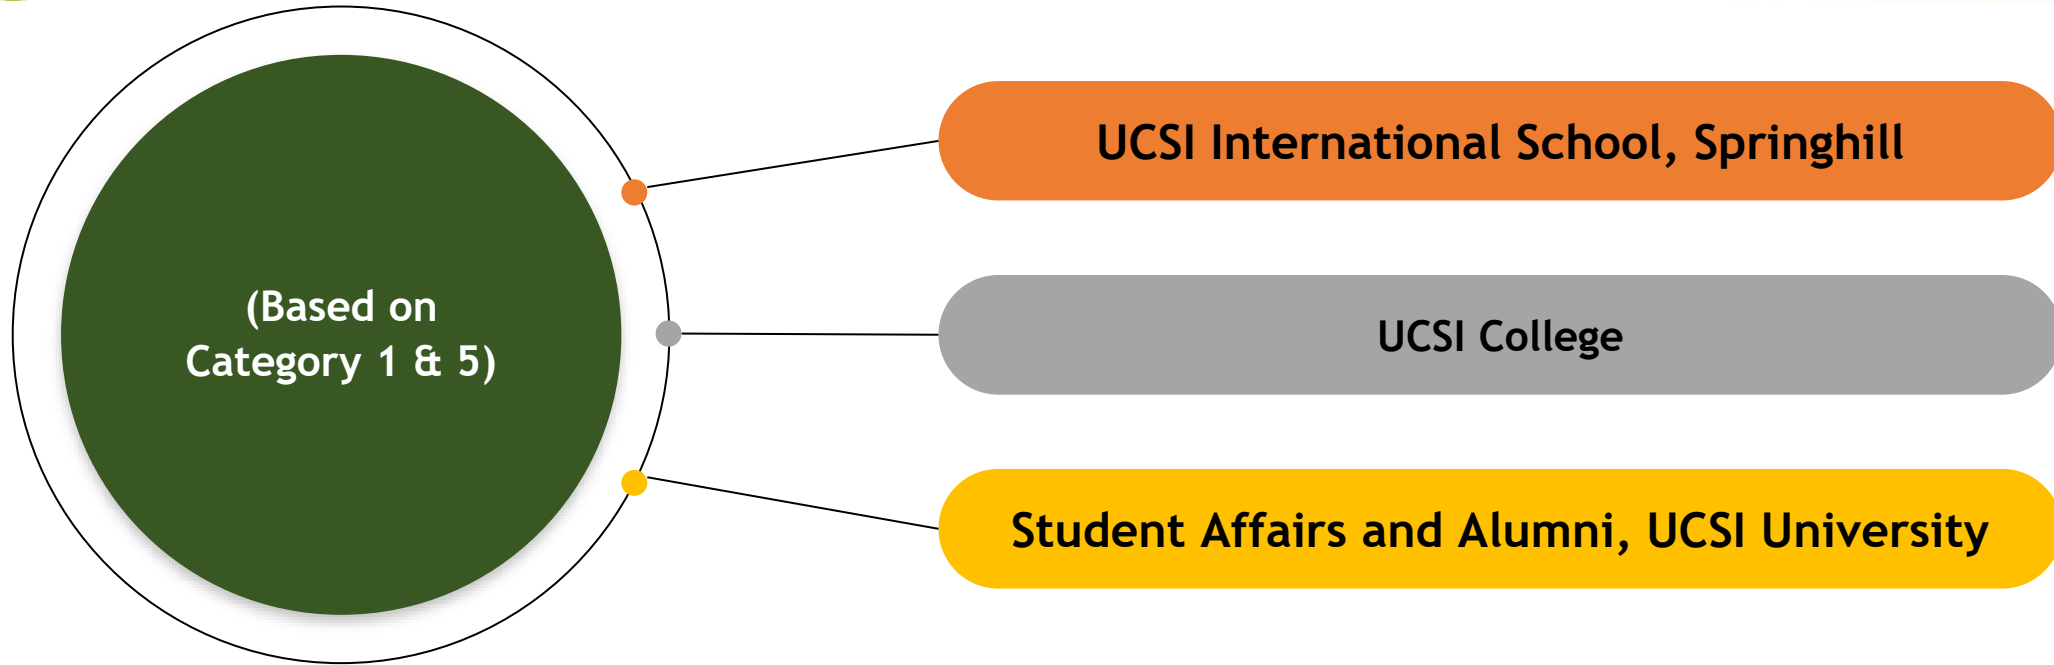 (Based on
Category 1 & 5)
UCSI International School, Springhill
UCSI College
Student Affairs and Alumni, UCSI University